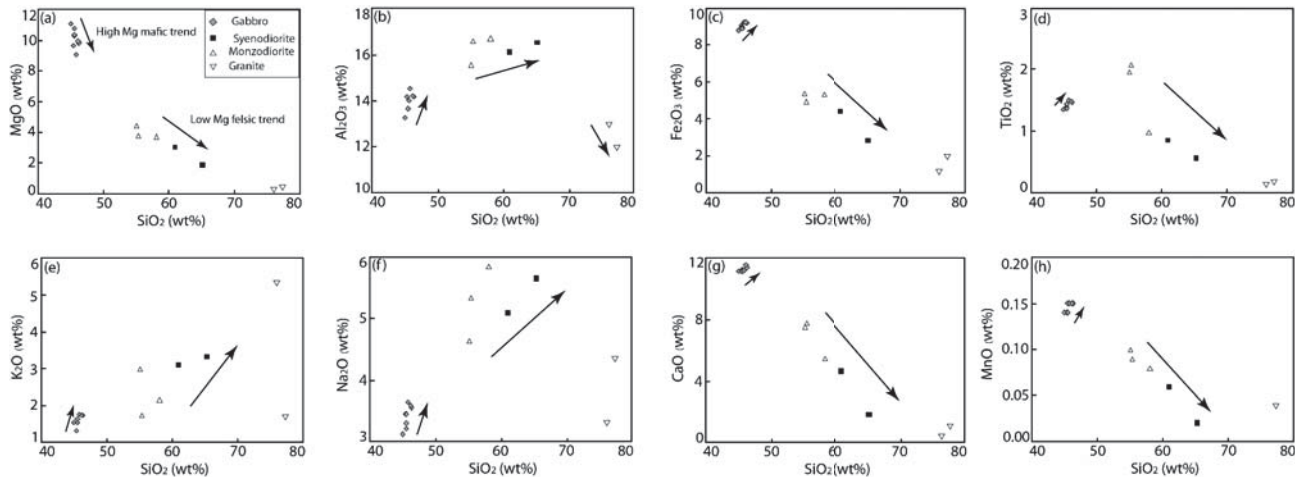 (a)
High Mg mafic trend
Low Mg felsic trend
Gabbro
Syenodiorite
Monzodiorite
Granite
MgO (wt%)
12
10
8
6
4
2
0
40 50 60 70 80
SiO₂ (wt%)
(b)
Al₂O₃ (wt%)
18
16
14
12
10
40 50 60 70 80
SiO₂ (wt%)
(c)
Fe₂O₃ (wt%)
10
8
6
4
2
0
40 50 60 70 80
SiO₂(wt%)
(d)
TiO₂ (wt%)
3
2
1
0
40 50 60 70 80
SiO₂ (wt%)
(e)
K₂O (wt%)
6
5
4
3
2
1
40 50 60 70 80
SiO₂ (wt%)
(f)
Na₂O (wt%)
6
5
4
3
40 50 60 70 80
SiO₂ (wt%)
(g)
CaO (wt%)
12
8
4
0
40 50 60 70 80
SiO₂ (wt%)
(h)
MnO (wt%)
0.20
0.15
0.10
0.05
0.00
40 50 60 70 80
SiO₂ (wt%)